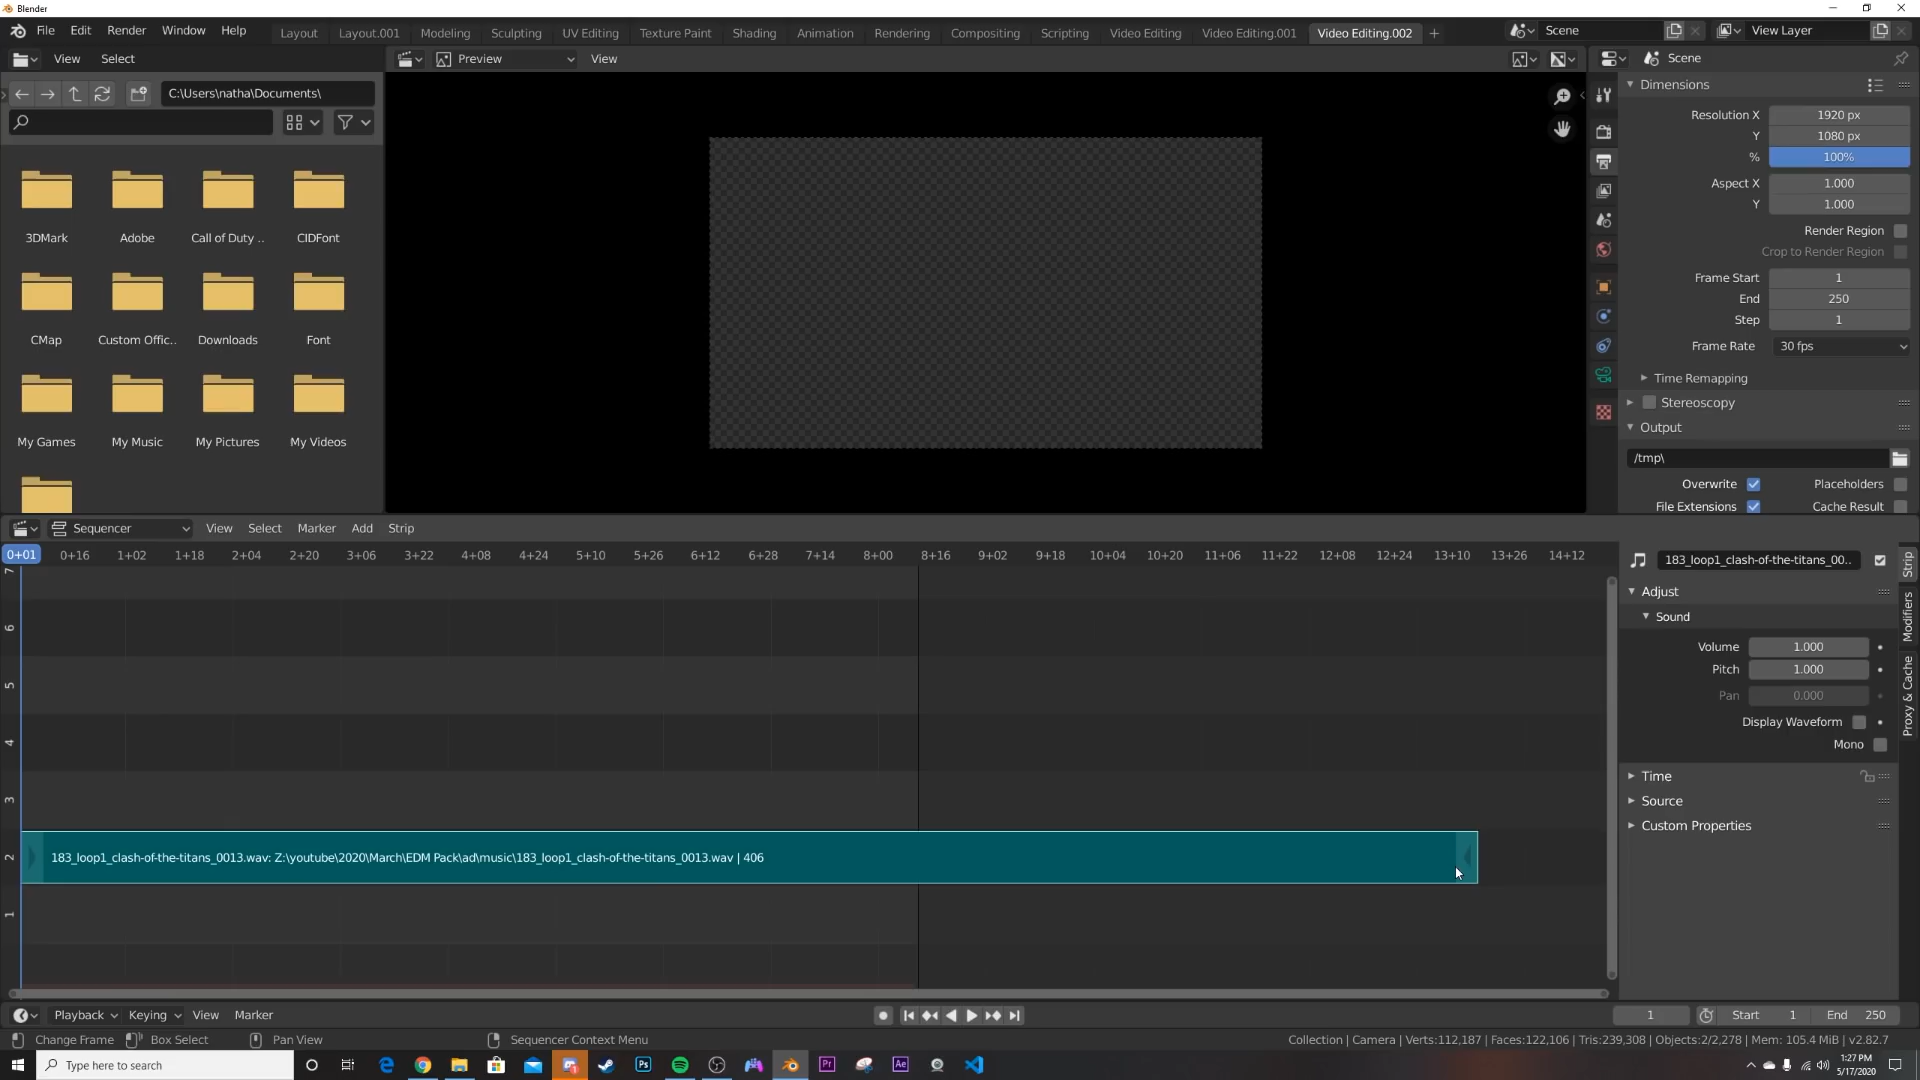 Blender
File Edit Render Window Help Layout Layout.001 Modeling Sculpting UV Editing Texture Paint Shading Animation Rendering Compositing Scripting Video Editing Video Editing.001 Video Editing.002 + Scene View Layer
View Select Preview View Scene
C:\Users\natha\Documents\
3DMark Adobe Call of Duty .. CIDFont
CMap Custom Offic.. Downloads Font
My Games My Music My Pictures My Videos
Dimensions
Resolution X 1920 px
Y 1080 px
% 100%
Aspect X 1.000
Y 1.000
Render Region
Crop to Render Region
Frame Start 1
End 250
Step 1
Frame Rate 30 fps
Time Remapping
Stereoscopy
Output
/tmp\
Overwrite Placeholders
File Extensions Cache Result
Sequencer View Select Marker Add Strip
0+01 0+16 1+02 1+18 2+04 2+20 3+06 3+22 4+08 4+24 5+10 5+26 6+12 6+28 7+14 8+00 8+16 9+02 9+18 10+04 10+20 11+06 11+22 12+08 12+24 13+10 13+26 14+12
7
6
5
4
3
2
1
183_loop1_clash-of-the-titans_0013.wav: Z:\youtube\2020\March\EDM Pack\ad\music\183_loop1_clash-of-the-titans_0013.wav | 406
183_loop1_clash-of-the-titans_00..
Adjust
Sound
Volume 1.000
Pitch 1.000
Pan 0.000
Display Waveform
Mono
Time
Source
Custom Properties
Strip
Modifiers
Proxy & Cache
Playback Keying View Marker 1 Start 1 End 250
Change Frame Box Select Pan View Sequencer Context Menu Collection | Camera | Verts:112,187 | Faces:122,106 | Tris:239,308 | Objects:2/2,278 | Mem: 105.4 MiB | v2.82.7
Type here to search
Ps
Pr
Ae
1:27 PM
5/17/2020